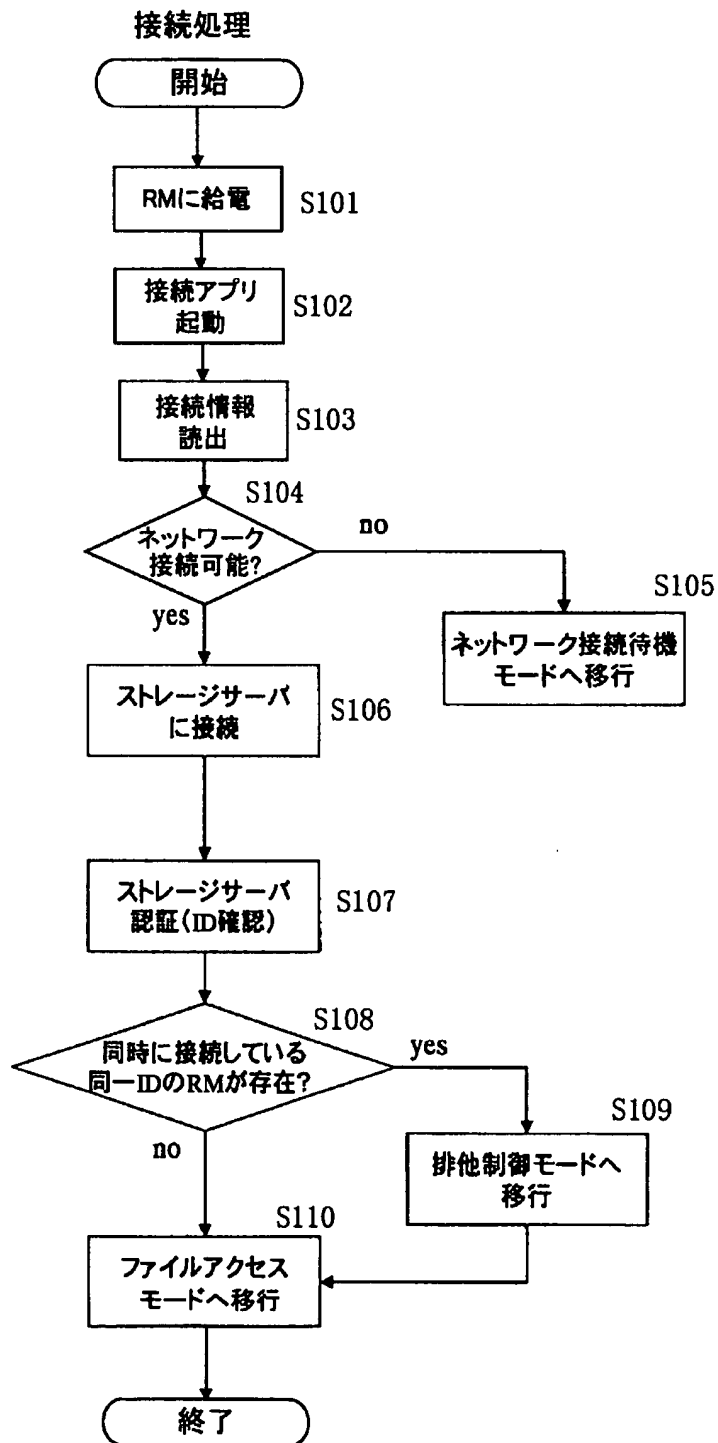 接続処理
開始
RMに給電
S101
接続アプリ
起動
S102
接続情報
読出
S103
S104
ネットワーク
接続可能?
no
yes
S105
ネットワーク接続待機
モードへ移行
ストレージサーバ
に接続
S106
ストレージサーバ
認証(ID確認)
S107
S108
同時に接続している
同一IDのRMが存在?
yes
no
S109
排他制御モードへ
移行
S110
ファイルアクセス
モードへ移行
終了